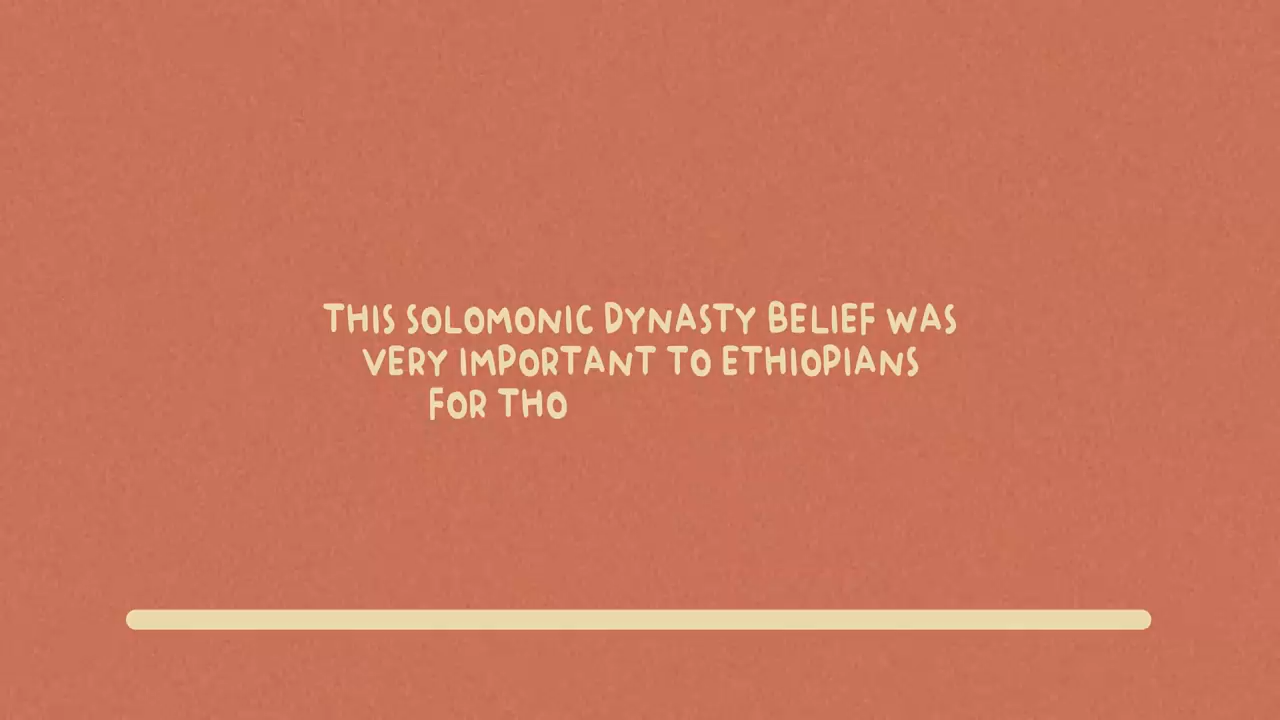 THIS SOLOMONIC DYNASTY BELIEF WAS
VERY IMPORTANT TO ETHIOPIANS
FOR THO